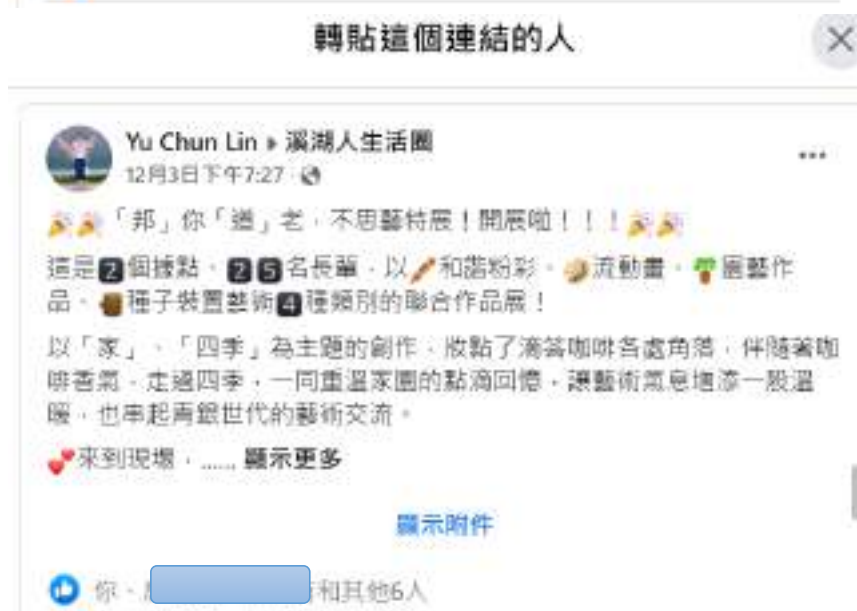 轉貼這個連結的人
Yu Chun Lin ▸ 溪湖人生活圈
12月3日下午7:27 ·
🎉🎉「邦」你「道」老,不思藝特展!開展啦!!!🎉🎉
這是2個據點、25名長輩,以🥖和諧粉彩、流動畫、🌳園藝作
品、種子裝置藝術4種類別的聯合作品展!
以「家」、「四季」為主題的創作,妝點了滴答咖啡各處角落,伴隨著咖
啡香氣,走過四季,一同重溫家園的點滴回憶,讓藝術氣息增添一股溫
暖,也串起青銀世代的藝術交流。
💕來到現場,......, 顯示更多
顯示附件
你、和其他6人